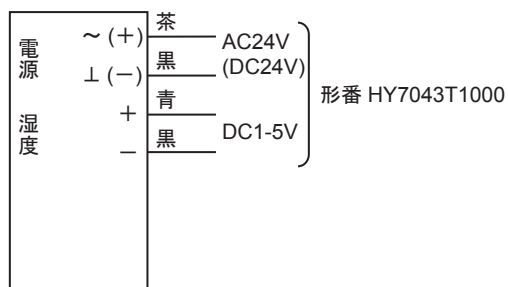 電源
湿度
～(＋)
茶
⊥(－)
黒
＋
青
－
黒
AC24V
(DC24V)
DC1-5V
形番 HY7043T1000